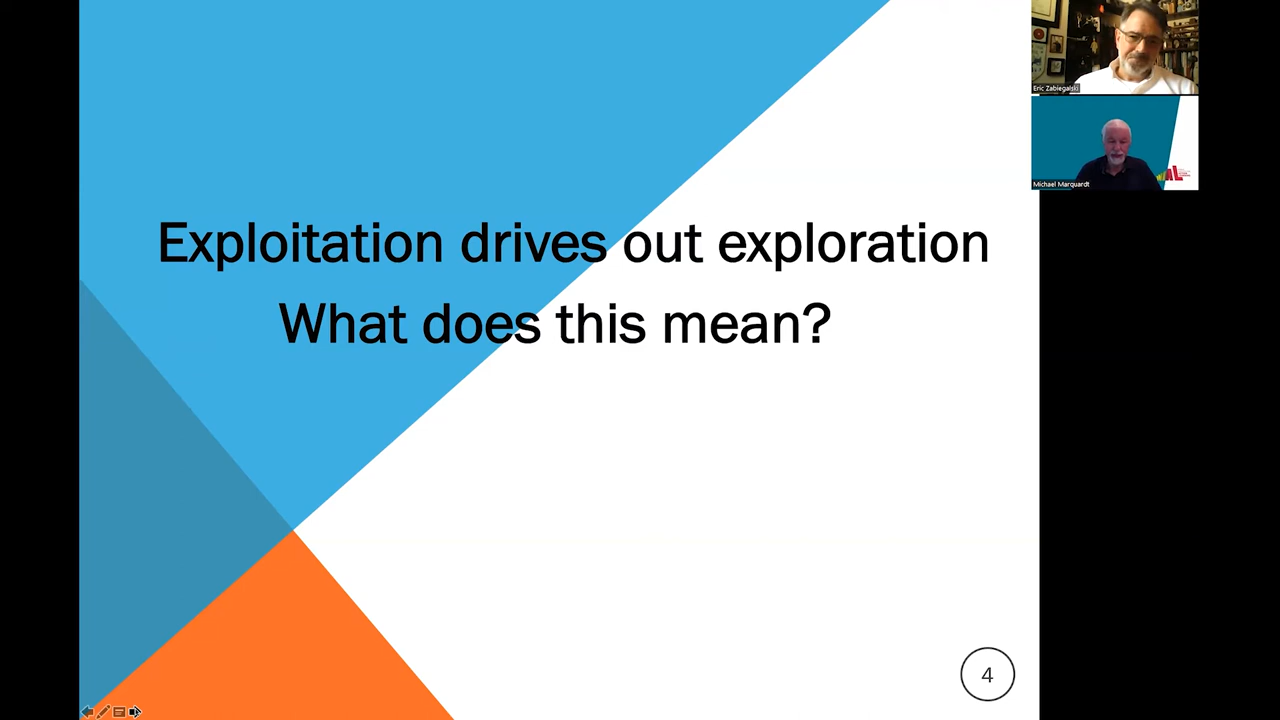 Exploitation drives out exploration
What does this mean?
4
Eric Zabiegalski
Michael Marquardt